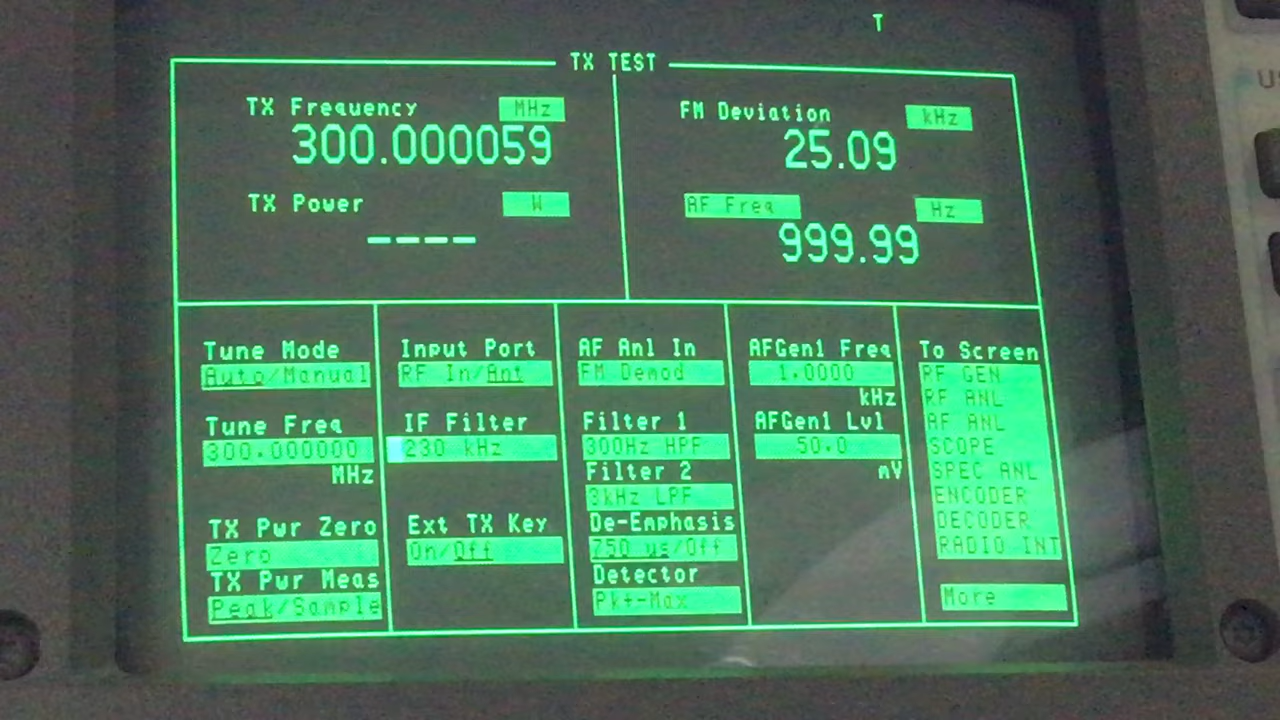 T
TX TEST
TX Frequency MHz
300.000059
TX Power W
----
FM Deviation kHz
25.09
AF Freq Hz
999.99
Tune Mode
Auto/Manual
Tune Freq
300.000000
MHz
TX Pwr Zero
Zero
TX Pwr Meas
Peak/Sample
Input Port
RF In/Ant
IF Filter
230 kHz
Ext TX Key
On/Off
AF Anl In
FM Demod
Filter 1
300Hz HPF
Filter 2
3kHz LPF
De-Emphasis
750 us/Off
Detector
Pk+-Max
AFGen1 Freq
1.0000
kHz
AFGen1 Lvl
50.0
mV
To Screen
RF GEN
RF ANL
AF ANL
SCOPE
SPEC ANL
ENCODER
DECODER
RADIO INT
More